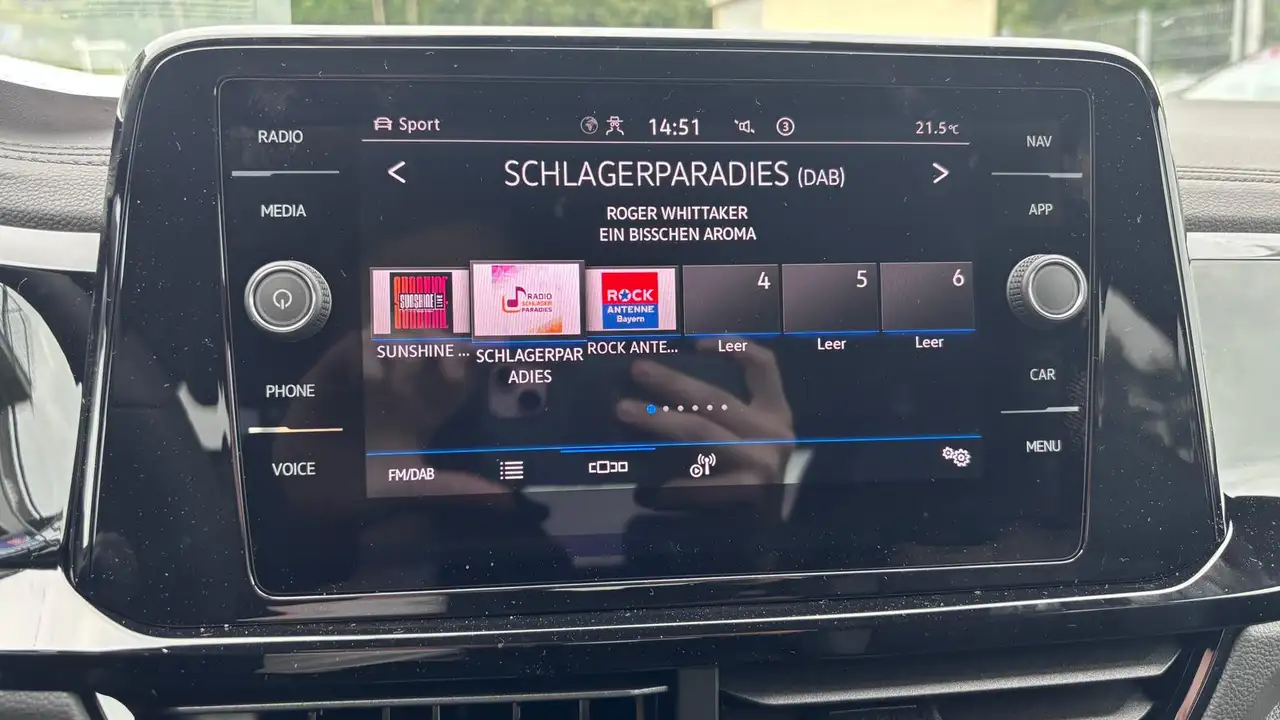 RADIO
MEDIA
PHONE
VOICE
Sport
14:51
3
21.5°C
SCHLAGERPARADIES (DAB)
ROGER WHITTAKER
EIN BISSCHEN AROMA
SUNSHINE
LIVE
RADIO
SCHLAGER
PARADIES
ROCK
ANTENNE
Bayern
4
5
6
SUNSHINE ...
SCHLAGERPAR
ADIES
ROCK ANTE...
Leer
Leer
Leer
FM/DAB
NAV
APP
CAR
MENU